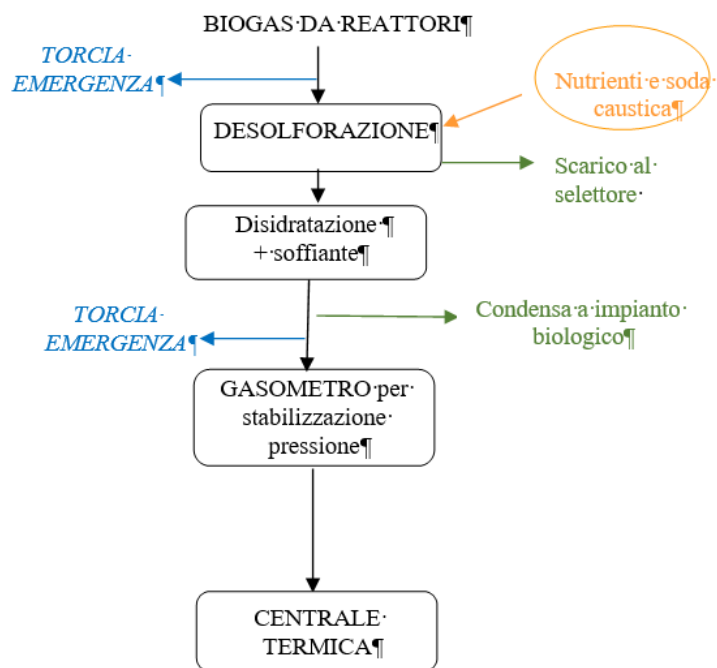 BIOGAS·DA·REATTORI¶
TORCIA·
EMERGENZA¶
Nutrienti·e·soda·
caustica¶
DESOLFORAZIONE¶
Scarico·al·
selettore·
Disidratazione·¶
+·soffiante¶
TORCIA·
EMERGENZA¶
Condensa·a·impianto·
biologico¶
GASOMETRO·per·
stabilizzazione·
pressione¶
CENTRALE·
TERMICA¶